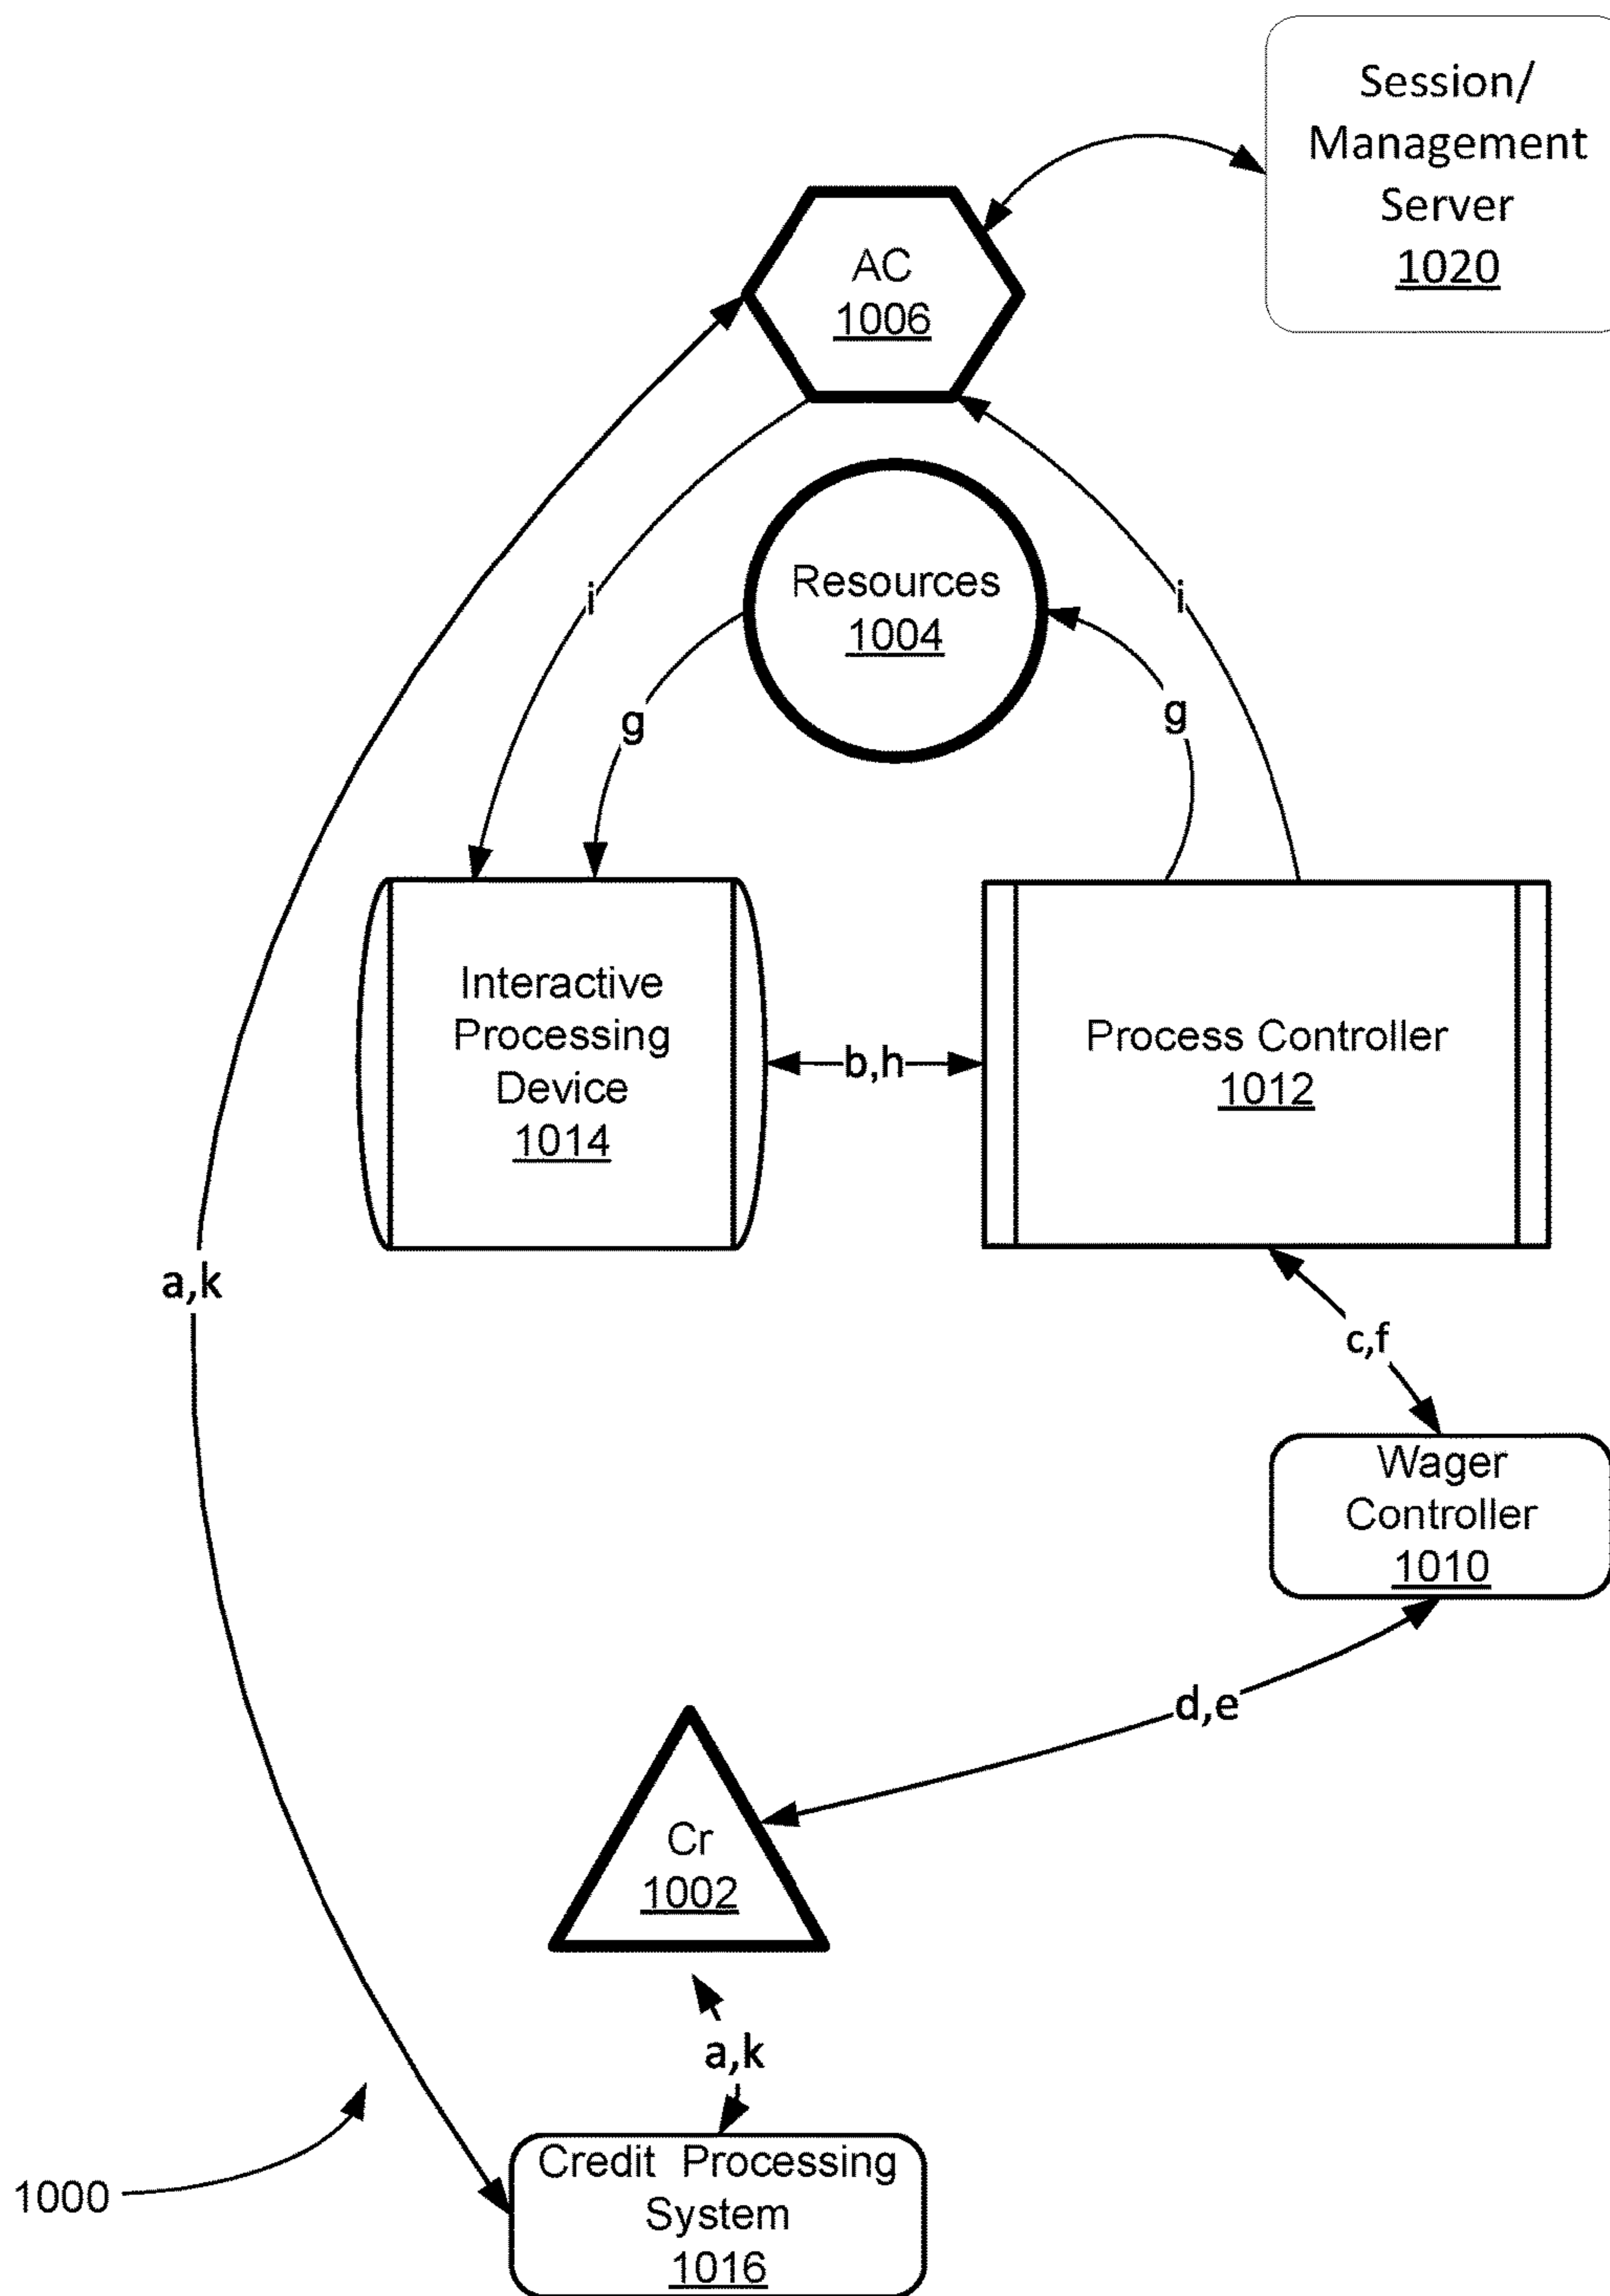 Session/
Management
Server
1020
AC
1006
i
i
Resources
1004
g
g
Interactive
Processing
Device
1014
b,h
Process Controller
1012
a,k
c,f
Wager
Controller
1010
d,e
Cr
1002
a,k
1000
Credit Processing
System
1016